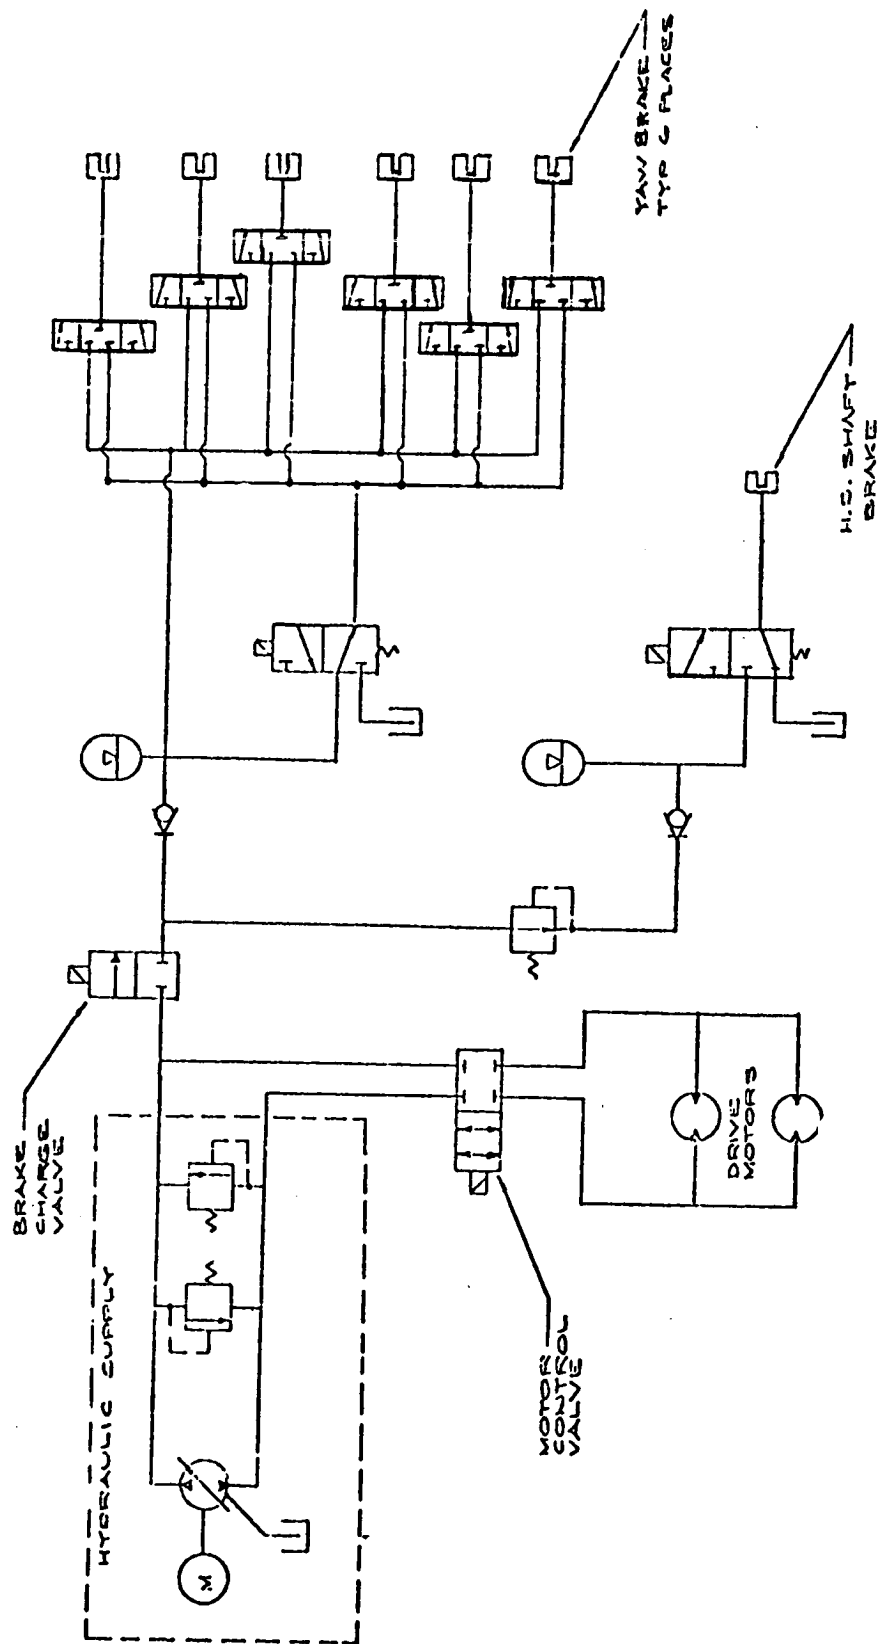 YAW BRAKE
TYP 6 PLACES
H.S. SHAFT
BRAKE
BRAKE
CHARGE
VALVE
HYDRAULIC SUPPLY
M
MOTOR
CONTROL
VALVE
DRIVE
MOTORS